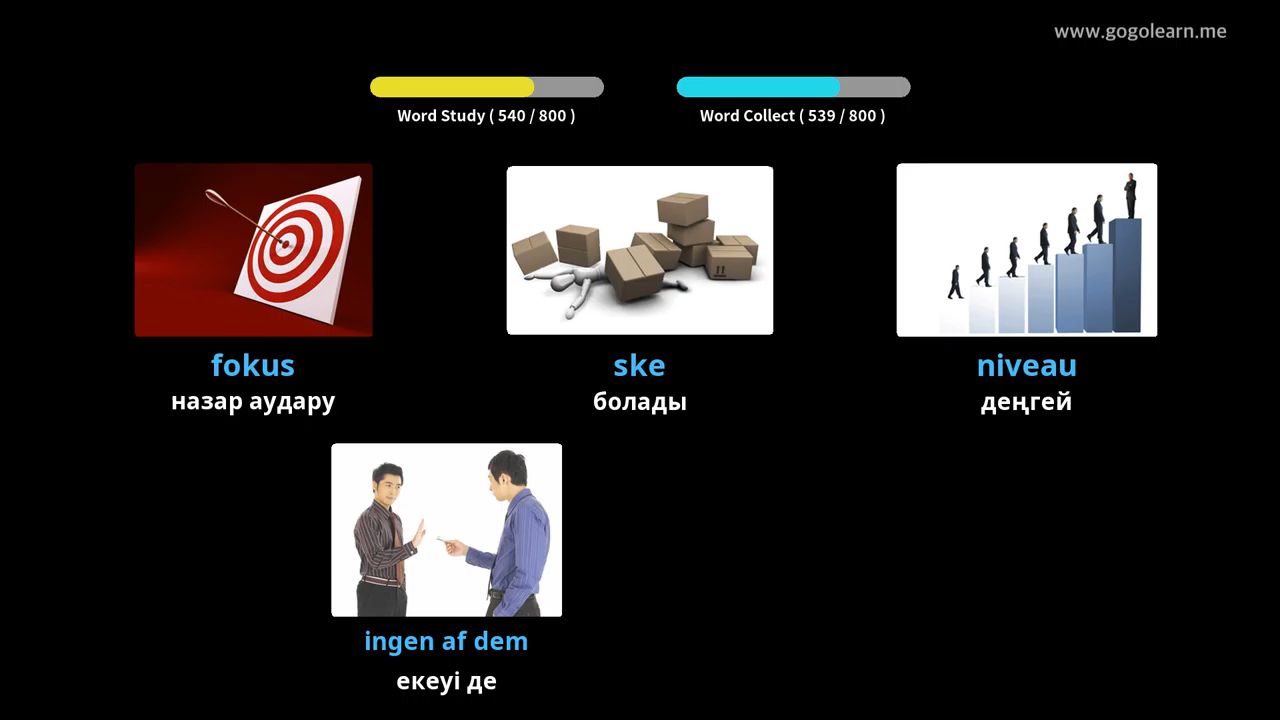 www.gogolearn.me
Word Study ( 540 / 800 )
Word Collect ( 539 / 800 )
fokus
назар аудару
ske
болады
niveau
деңгей
ingen af dem
екеуі де